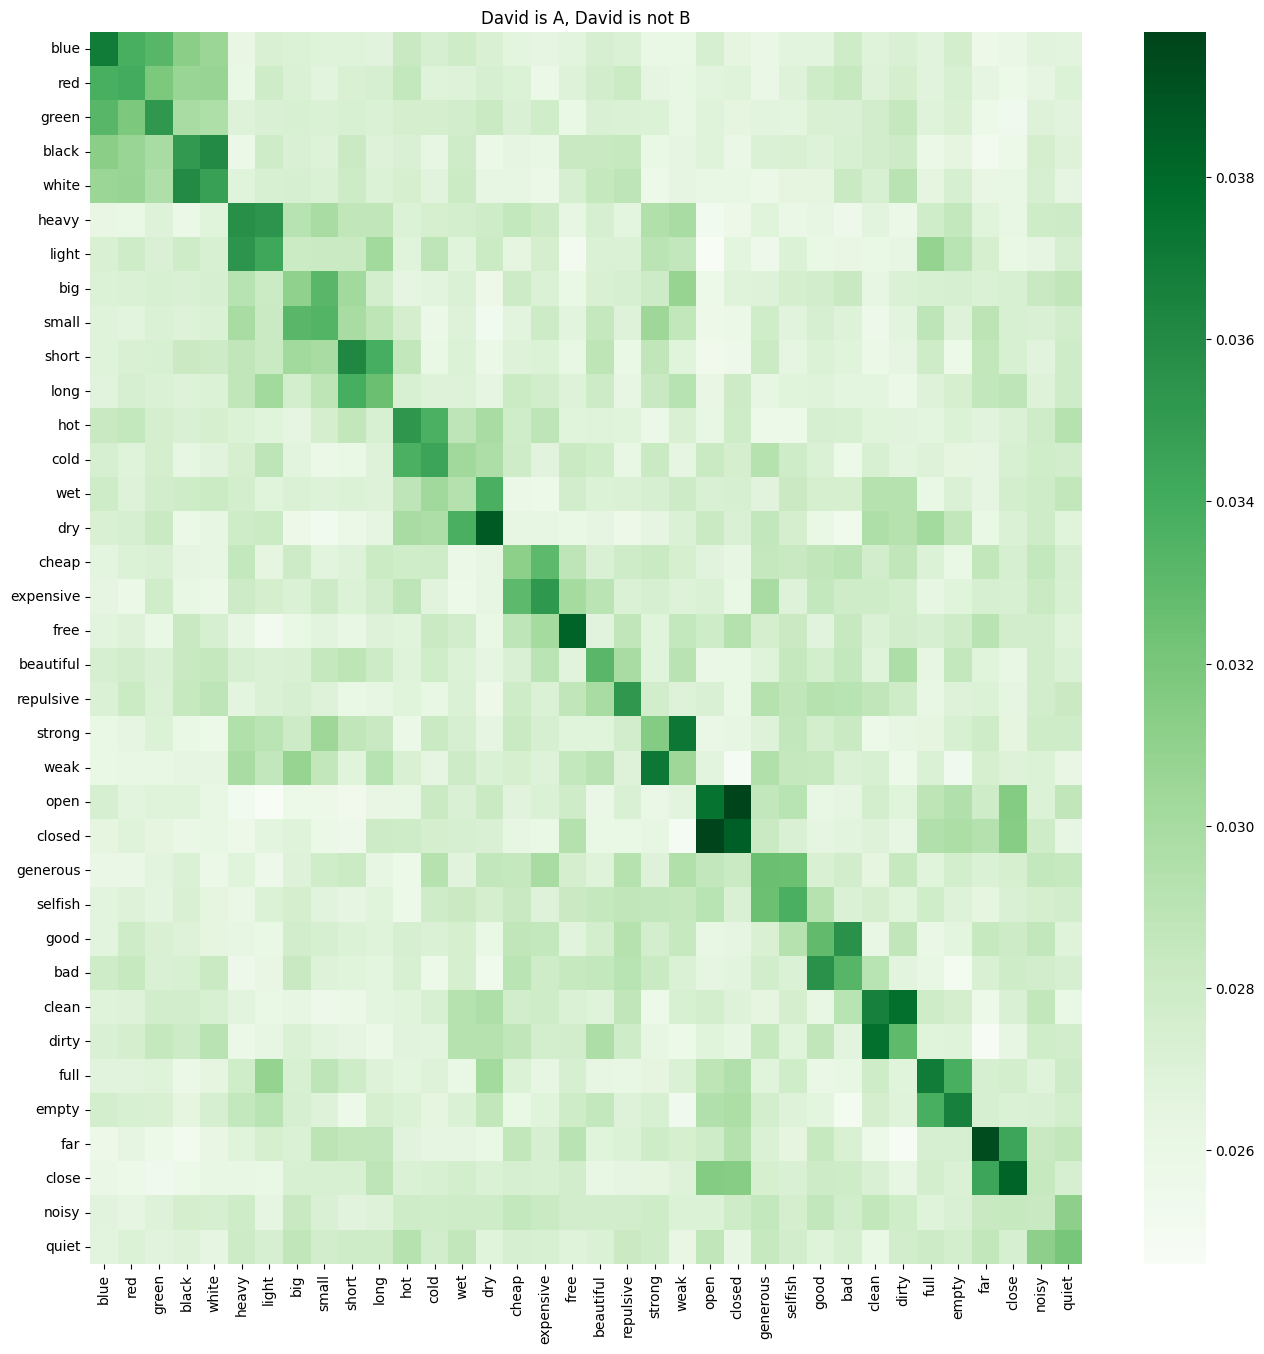 David is A, David is not B
blue
red
green
black
white
heavy
light
big
small
short
long
hot
cold
wet
dry
cheap
expensive
free
beautiful
repulsive
strong
weak
open
closed
generous
selfish
good
bad
clean
dirty
full
empty
far
close
noisy
quiet
blue
red
green
black
white
heavy
light
big
small
short
long
hot
cold
wet
dry
cheap
expensive
free
beautiful
repulsive
strong
weak
open
closed
generous
selfish
good
bad
clean
dirty
full
empty
far
close
noisy
quiet
0.038
0.036
0.034
0.032
0.030
0.028
0.026